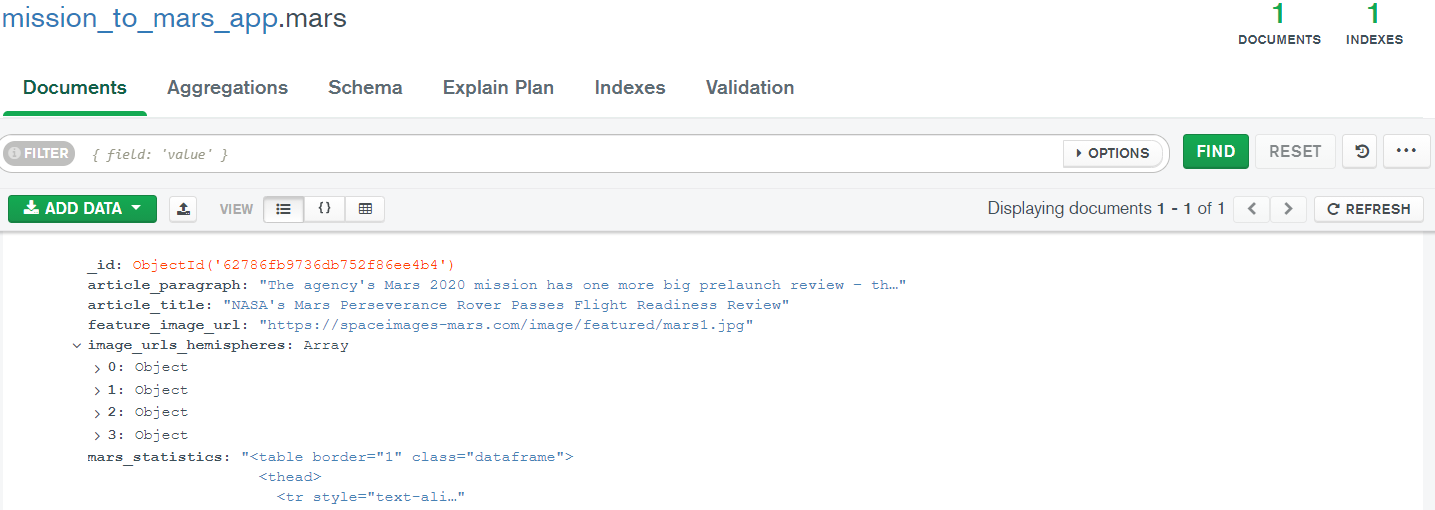 mission_to_mars_app.mars
1 DOCUMENTS 1 INDEXES
Documents Aggregations Schema Explain Plan Indexes Validation
FILTER { field: 'value' } OPTIONS FIND RESET ···
ADD DATA VIEW {} Displaying documents 1 - 1 of 1 REFRESH
_id: ObjectId('62786fb9736db752f86ee4b4')
article_paragraph: "The agency's Mars 2020 mission has one more big prelaunch review – th…"
article_title: "NASA's Mars Perseverance Rover Passes Flight Readiness Review"
feature_image_url: "https://spaceimages-mars.com/image/featured/mars1.jpg"
image_urls_hemispheres: Array
0: Object
1: Object
2: Object
3: Object
mars_statistics: "<table border="1" class="dataframe">
<thead>
<tr style="text-ali…"